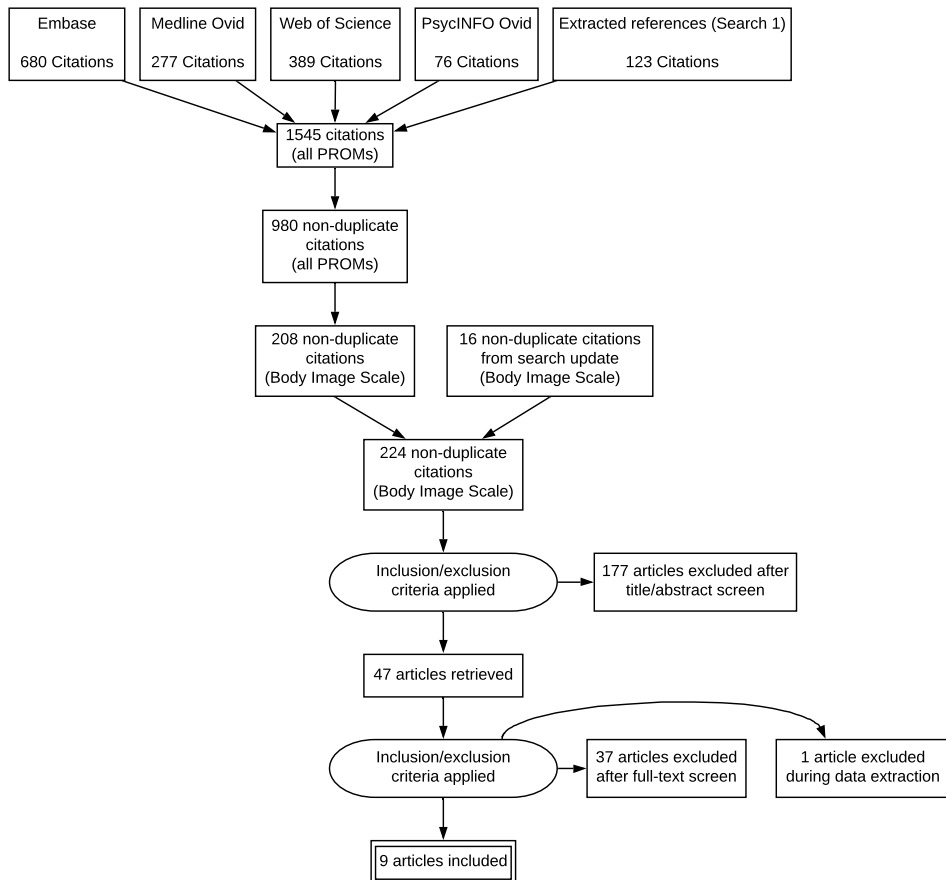 Embase
680 Citations
Medline Ovid
277 Citations
Web of Science
389 Citations
PsycINFO Ovid
76 Citations
Extracted references (Search 1)
123 Citations
1545 citations
(all PROMs)
980 non-duplicate
citations
(all PROMs)
208 non-duplicate
citations
(Body Image Scale)
16 non-duplicate citations
from search update
(Body Image Scale)
224 non-duplicate
citations
(Body Image Scale)
Inclusion/exclusion
criteria applied
177 articles excluded after
title/abstract screen
47 articles retrieved
Inclusion/exclusion
criteria applied
37 articles excluded
after full-text screen
1 article excluded
during data extraction
9 articles included